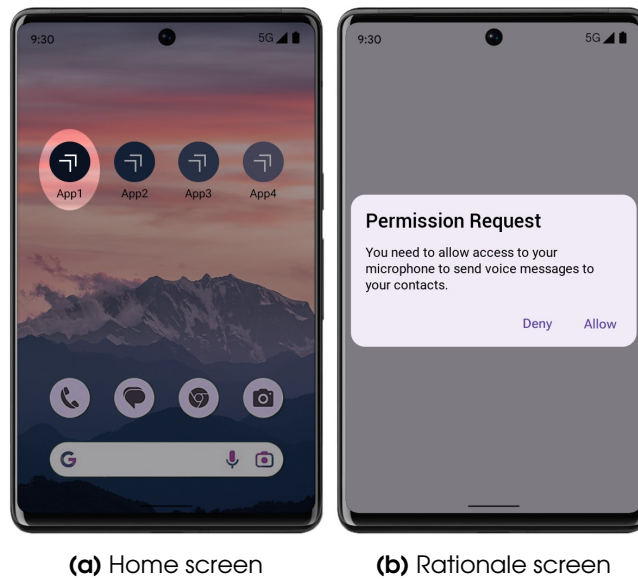 9:30
5G
App1
App2
App3
App4
G
(a) Home screen
9:30
5G
Permission Request
You need to allow access to your
microphone to send voice messages to
your contacts.
Deny
Allow
(b) Rationale screen